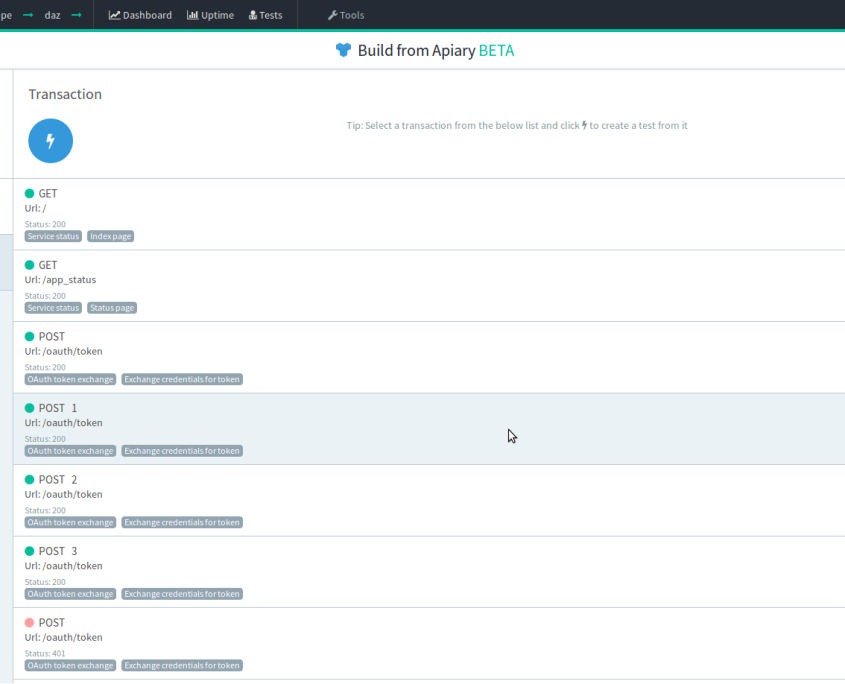 pe → daz → Dashboard Uptime Tests Tools
Build from Apiary BETA
Transaction
Tip: Select a transaction from the below list and click to create a test from it
GET
Url: /
Status: 200
Service status Index page
GET
Url: /app_status
Status: 200
Service status Status page
POST
Url: /oauth/token
Status: 200
OAuth token exchange Exchange credentials for token
POST 1
Url: /oauth/token
Status: 200
OAuth token exchange Exchange credentials for token
POST 2
Url: /oauth/token
Status: 200
OAuth token exchange Exchange credentials for token
POST 3
Url: /oauth/token
Status: 200
OAuth token exchange Exchange credentials for token
POST
Url: /oauth/token
Status: 401
OAuth token exchange Exchange credentials for token